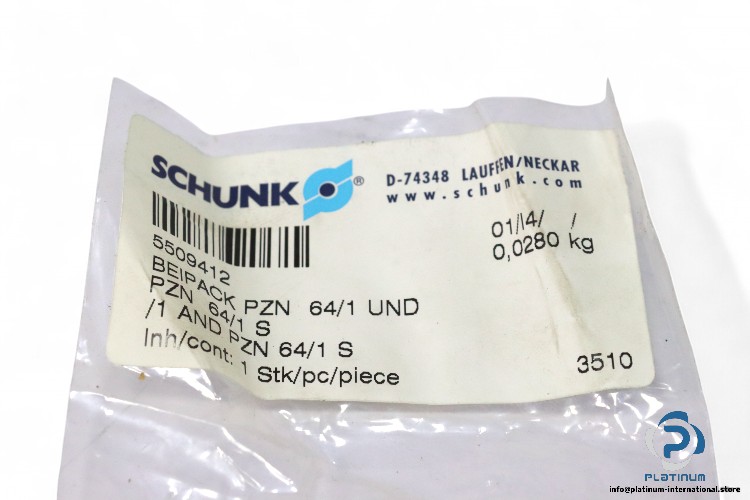 SCHUNK ®
D-74348 LAUFFEN/NECKAR
www.schunk.com
01/14/ /
0,0280 kg
5509412
BEIPACK PZN 64/1 UND
PZN 64/1 S
/1 AND PZN 64/1 S
Inh/cont: 1 Stk/pc/piece
3510
PLATINUM
info@platinum-international.store